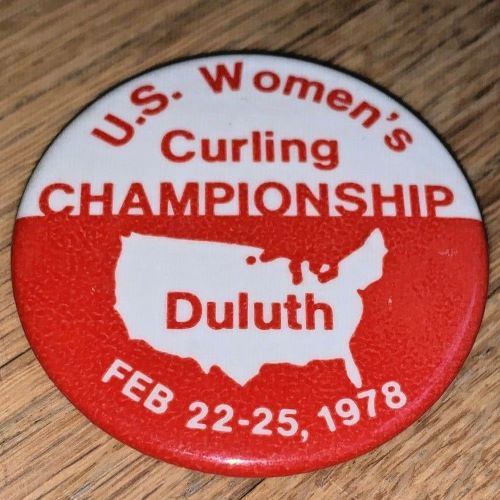 U.S. Women's
Curling
CHAMPIONSHIP
Duluth
FEB 22-25, 1978